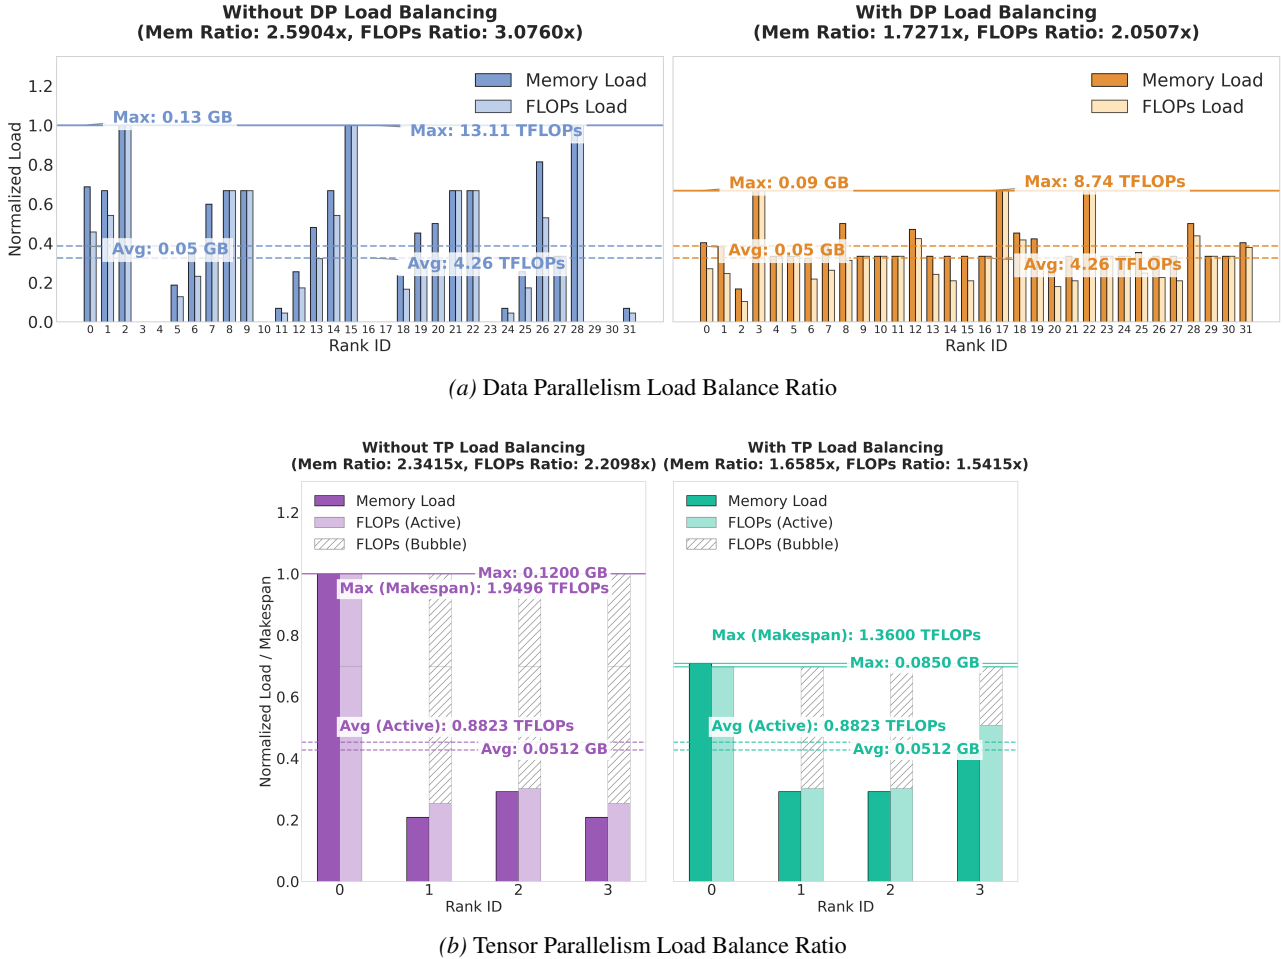 Without DP Load Balancing
(Mem Ratio: 2.5904x, FLOPs Ratio: 3.0760x)
Normalized Load
1.2
1.0
0.8
0.6
0.4
0.2
0.0
Memory Load
FLOPs Load
Max: 0.13 GB
Max: 13.11 TFLOPs
Avg: 0.05 GB
Avg: 4.26 TFLOPs
0 1 2 3 4 5 6 7 8 9 10 11 12 13 14 15 16 17 18 19 20 21 22 23 24 25 26 27 28 29 30 31
Rank ID
With DP Load Balancing
(Mem Ratio: 1.7271x, FLOPs Ratio: 2.0507x)
Memory Load
FLOPs Load
Max: 0.09 GB
Max: 8.74 TFLOPs
Avg: 0.05 GB
Avg: 4.26 TFLOPs
0 1 2 3 4 5 6 7 8 9 10 11 12 13 14 15 16 17 18 19 20 21 22 23 24 25 26 27 28 29 30 31
Rank ID
(a) Data Parallelism Load Balance Ratio
Without TP Load Balancing
(Mem Ratio: 2.3415x, FLOPs Ratio: 2.2098x)
Normalized Load / Makespan
1.2
1.0
0.8
0.6
0.4
0.2
0.0
Memory Load
FLOPs (Active)
FLOPs (Bubble)
Max: 0.1200 GB
Max (Makespan): 1.9496 TFLOPs
Avg (Active): 0.8823 TFLOPs
Avg: 0.0512 GB
0 1 2 3
Rank ID
With TP Load Balancing
(Mem Ratio: 1.6585x, FLOPs Ratio: 1.5415x)
Memory Load
FLOPs (Active)
FLOPs (Bubble)
Max (Makespan): 1.3600 TFLOPs
Max: 0.0850 GB
Avg (Active): 0.8823 TFLOPs
Avg: 0.0512 GB
0 1 2 3
Rank ID
(b) Tensor Parallelism Load Balance Ratio